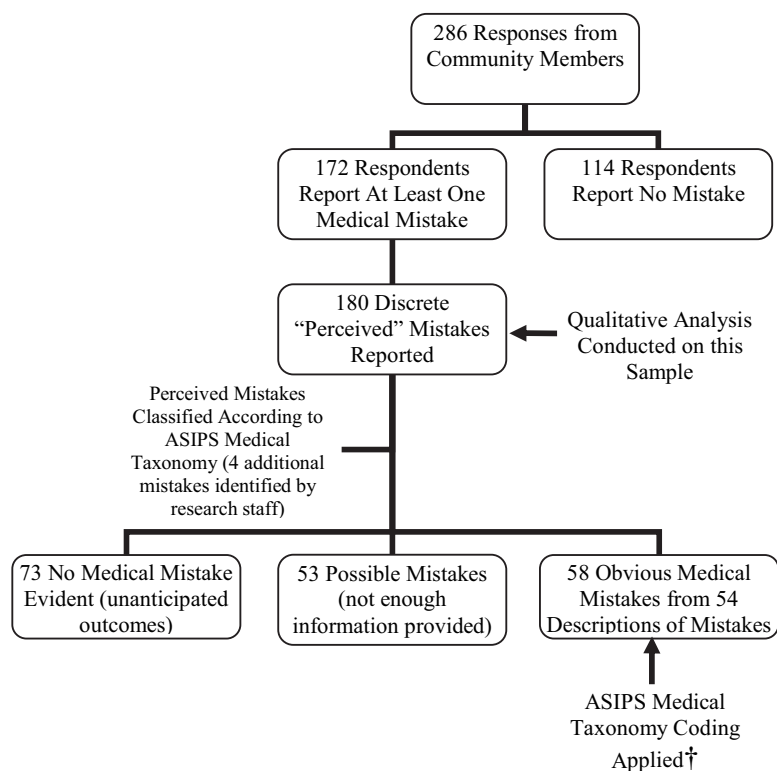 286 Responses from
Community Members
172 Respondents
Report At Least One
Medical Mistake
114 Respondents
Report No Mistake
180 Discrete
“Perceived” Mistakes
Reported
Qualitative Analysis
Conducted on this
Sample
Perceived Mistakes
Classified According to
ASIPS Medical
Taxonomy (4 additional
mistakes identified by
research staff)
73 No Medical Mistake
Evident (unanticipated
outcomes)
53 Possible Mistakes
(not enough
information provided)
58 Obvious Medical
Mistakes from 54
Descriptions of Mistakes
ASIPS Medical
Taxonomy Coding
Applied†